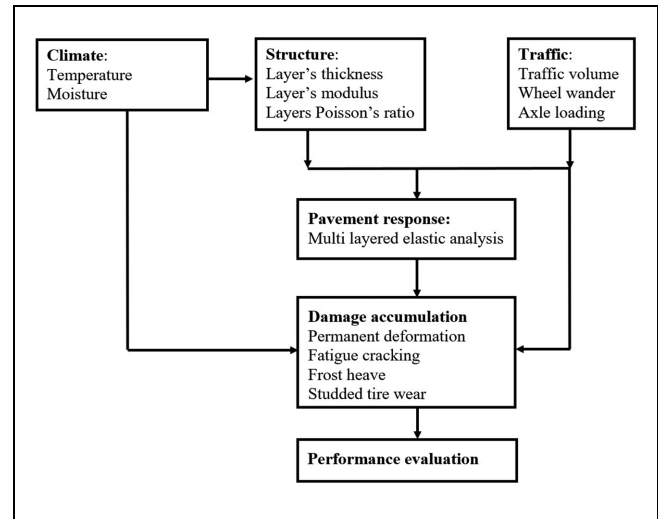 Climate:
Temperature
Moisture
Structure:
Layer's thickness
Layer's modulus
Layers Poisson's ratio
Traffic:
Traffic volume
Wheel wander
Axle loading
Pavement response:
Multi layered elastic analysis
Damage accumulation
Permanent deformation
Fatigue cracking
Frost heave
Studded tire wear
Performance evaluation